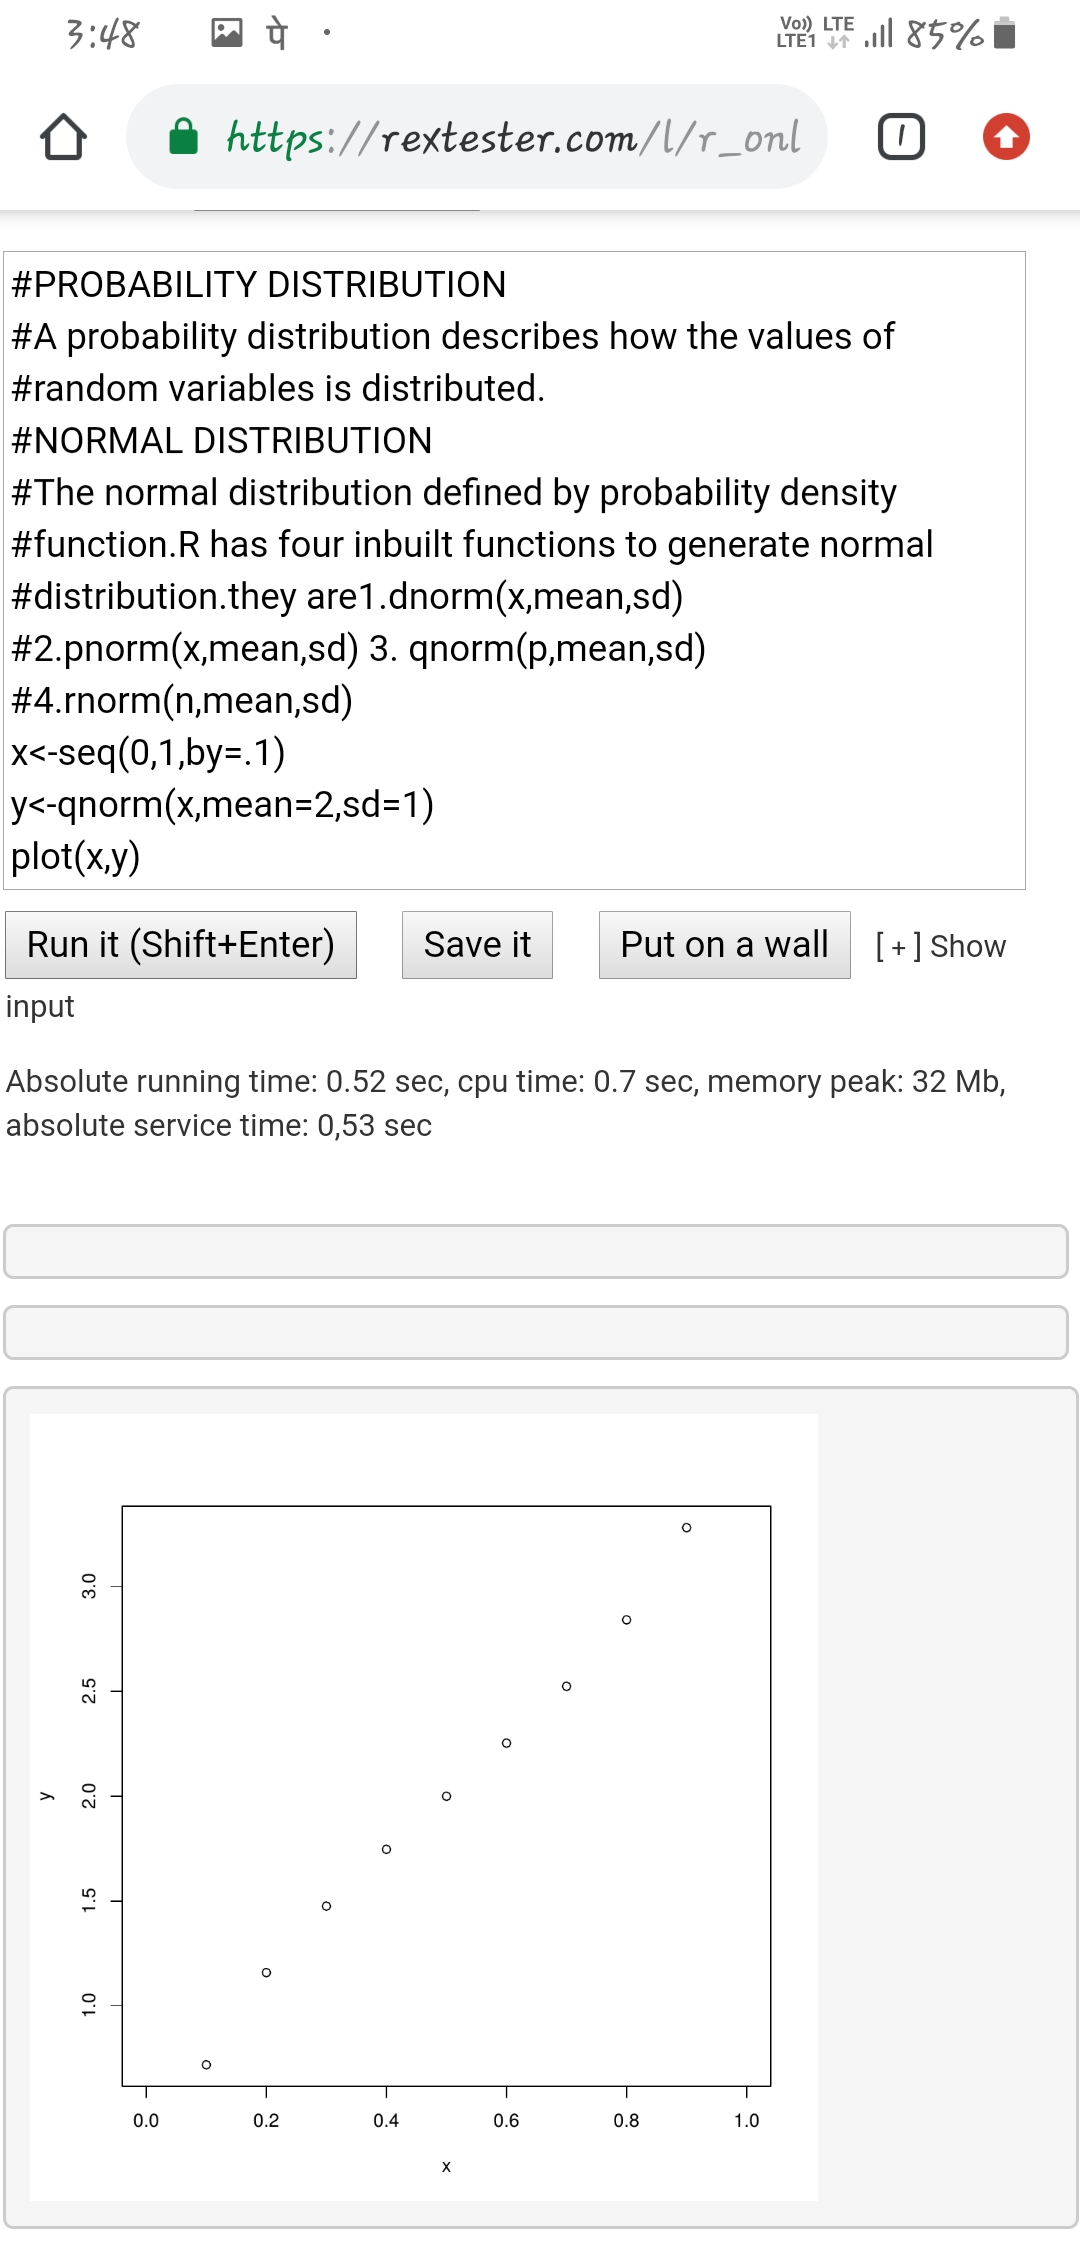 3:48 पे · Vo)) LTE LTE1 85%
https://rextester.com/l/r_onl
#PROBABILITY DISTRIBUTION
#A probability distribution describes how the values of
#random variables is distributed.
#NORMAL DISTRIBUTION
#The normal distribution defined by probability density
#function.R has four inbuilt functions to generate normal
#distribution.they are1.dnorm(x,mean,sd)
#2.pnorm(x,mean,sd) 3. qnorm(p,mean,sd)
#4.rnorm(n,mean,sd)
x<-seq(0,1,by=.1)
y<-qnorm(x,mean=2,sd=1)
plot(x,y)
Run it (Shift+Enter) Save it Put on a wall [ + ] Show
input
Absolute running time: 0.52 sec, cpu time: 0.7 sec, memory peak: 32 Mb,
absolute service time: 0,53 sec
3.0
2.5
2.0
y
1.5
1.0
0.0 0.2 0.4 0.6 0.8 1.0
x